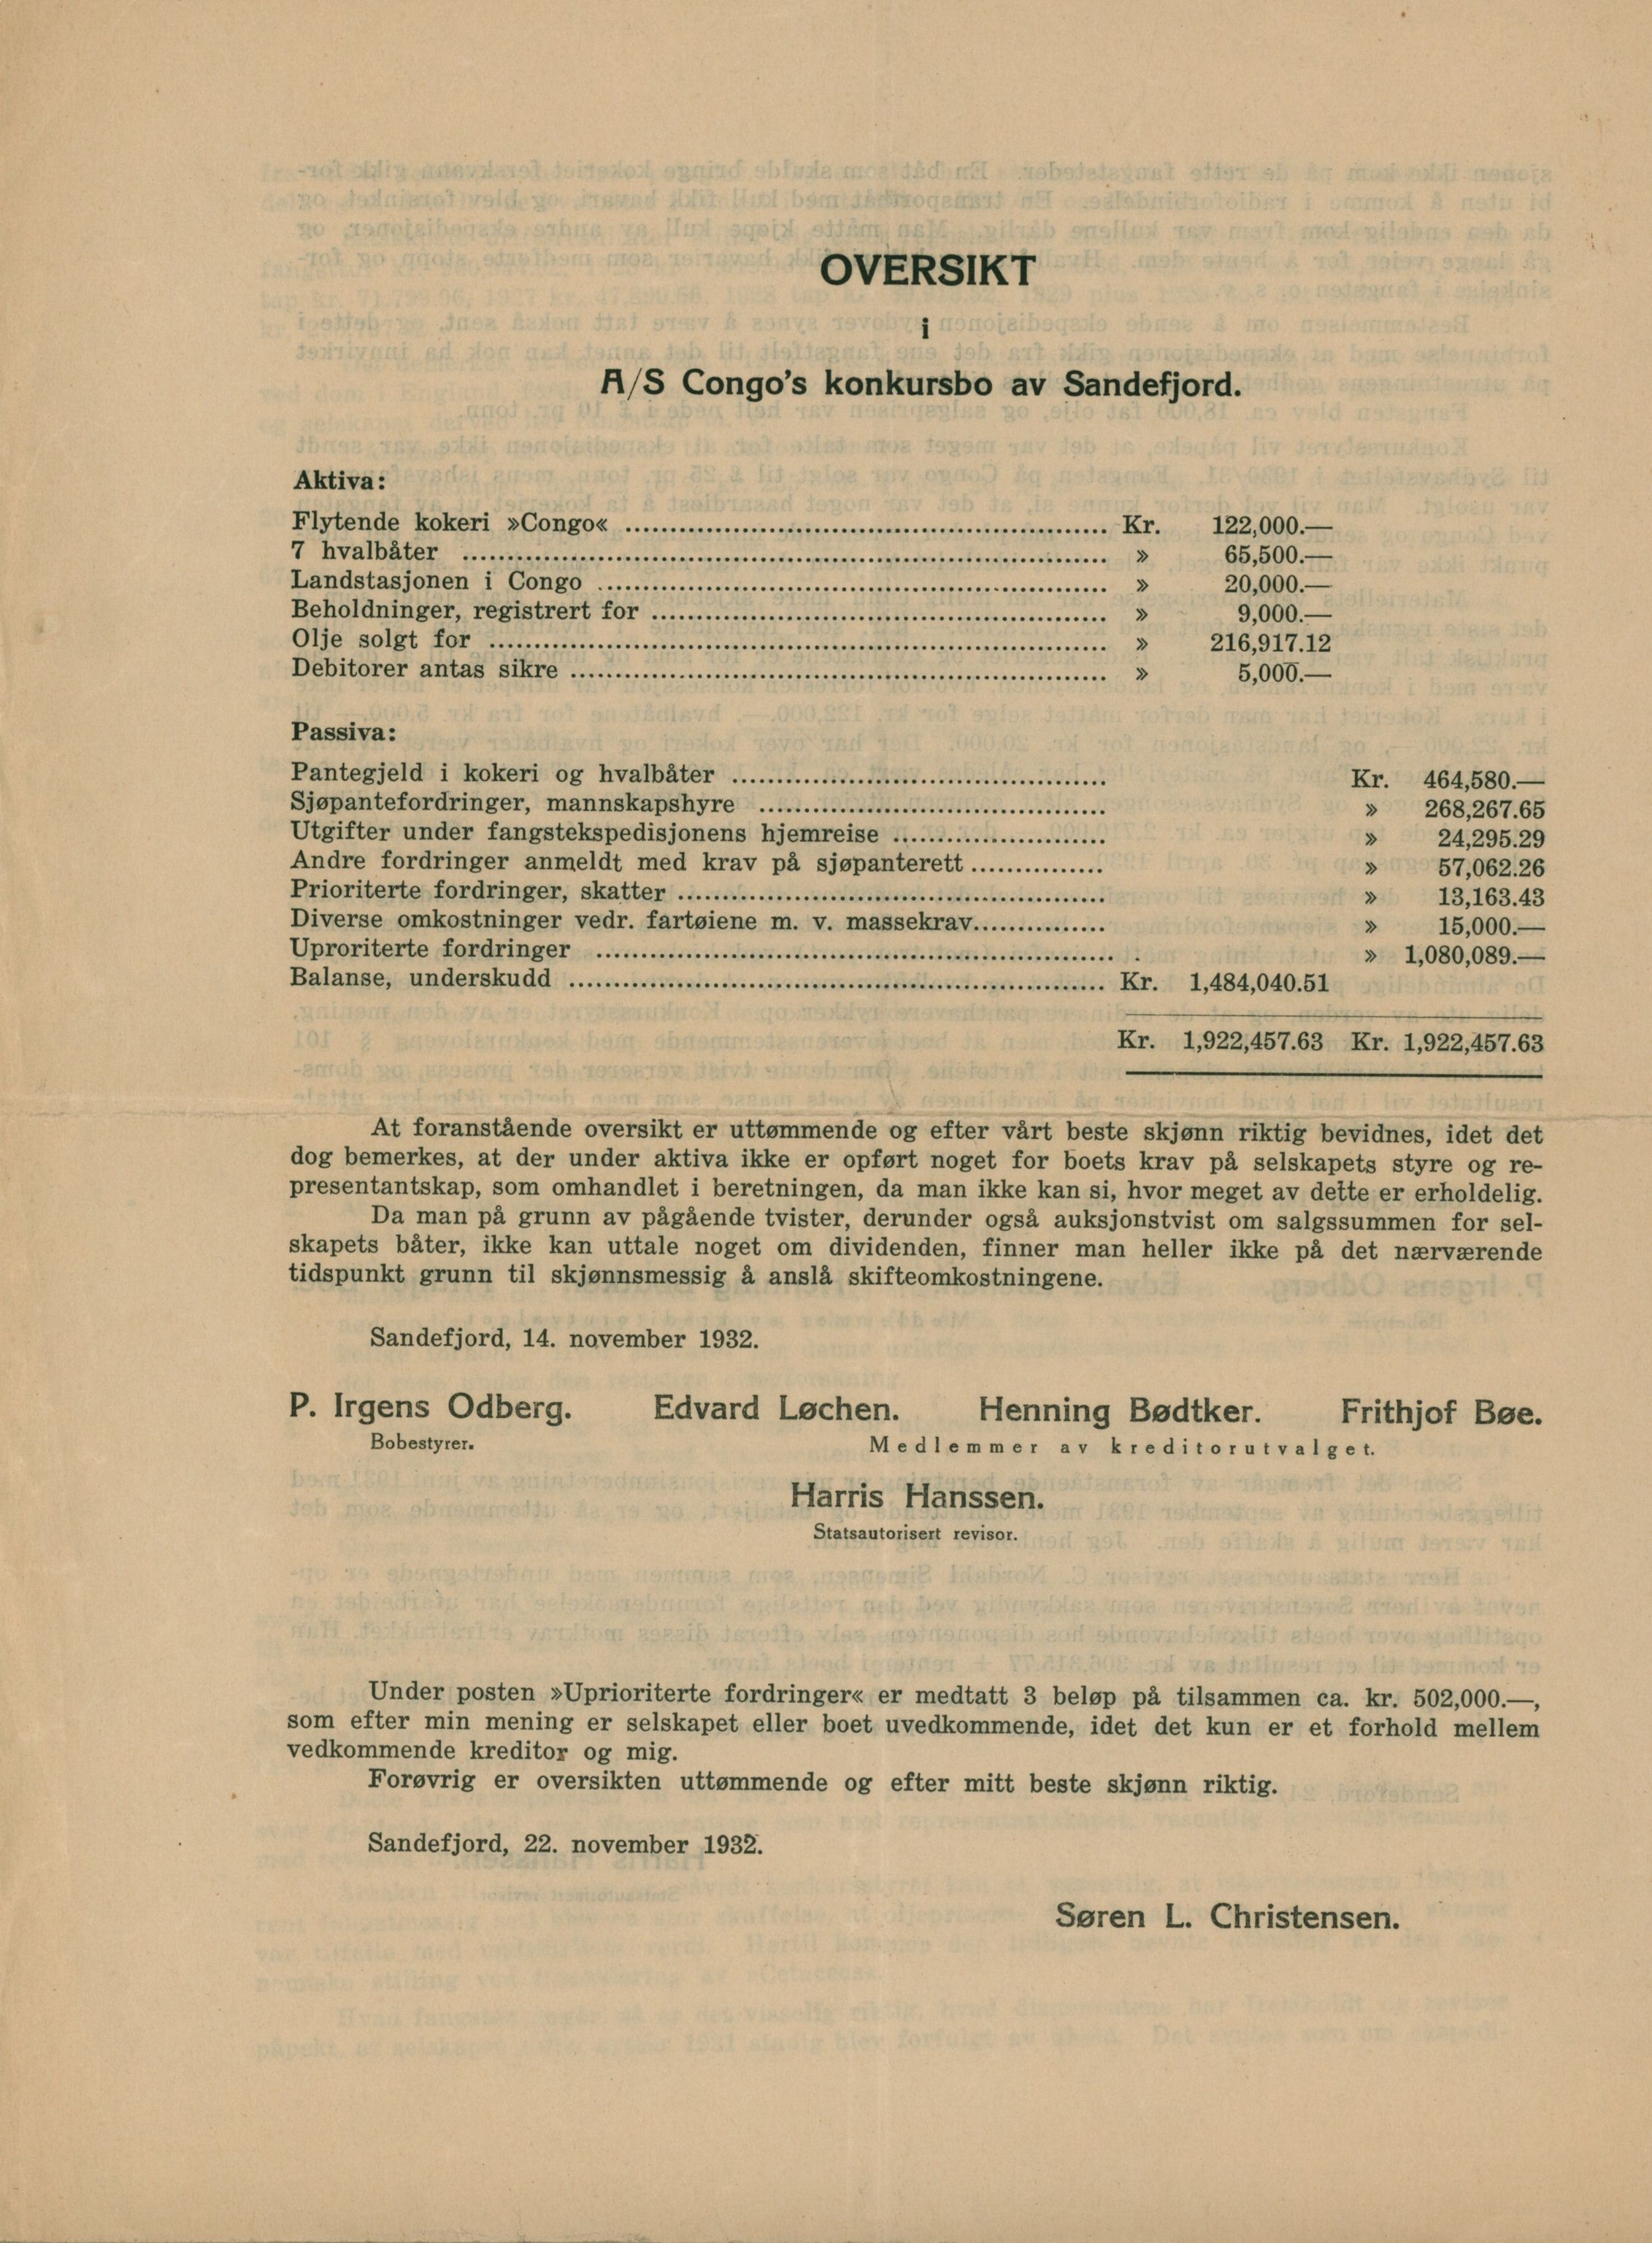 OVERSIKT
i
A/S Congo's konkursbo av Sandefjord.
Aktiva:
Flytende kokeri »Congo« ........ Kr. 122,000.—
7 hvalbåter ........ » 65,500.—
Landstasjonen i Congo ........ » 20,000.—
Beholdninger, registrert for ........ » 9,000.—
Olje solgt for ........ » 216,917.12
Debitorer antas sikre ........ » 5,000.—
Passiva:
Pantegjeld i kokeri og hvalbåter ........ Kr. 464,580.—
Sjøpantefordringer, mannskapshyre ........ » 268,267.65
Utgifter under fangstekspedisjonens hjemreise ........ » 24,295.29
Andre fordringer anmeldt med krav på sjøpanterett ........ » 57,062.26
Prioriterte fordringer, skatter ........ » 13,163.43
Diverse omkostninger vedr. fartøiene m. v. massekrav ........ » 15,000.—
Uproriterte fordringer ........ » 1,080,089.—
Balanse, underskudd ........ Kr. 1,484,040.51
Kr. 1,922,457.63 Kr. 1,922,457.63
At foranstående oversikt er uttømmende og efter vårt beste skjønn riktig bevidnes, idet det
dog bemerkes, at der under aktiva ikke er opført noget for boets krav på selskapets styre og re-
presentantskap, som omhandlet i beretningen, da man ikke kan si, hvor meget av dette er erholdelig.
Da man på grunn av pågående tvister, derunder også auksjonstvist om salgssummen for sel-
skapets båter, ikke kan uttale noget om dividenden, finner man heller ikke på det nærværende
tidspunkt grunn til skjønnsmessig å anslå skifteomkostningene.
Sandefjord, 14. november 1932.
P. Irgens Odberg. Edvard Løchen. Henning Bødtker. Frithjof Bøe.
Bobestyrer. Medlemmer av kreditorutvalget.
Harris Hanssen.
Statsautorisert revisor.
Under posten »Uprioriterte fordringer« er medtatt 3 beløp på tilsammen ca. kr. 502,000.—,
som efter min mening er selskapet eller boet uvedkommende, idet det kun er et forhold mellem
vedkommende kreditor og mig.
Forøvrig er oversikten uttømmende og efter mitt beste skjønn riktig.
Sandefjord, 22. november 1932.
Søren L. Christensen.